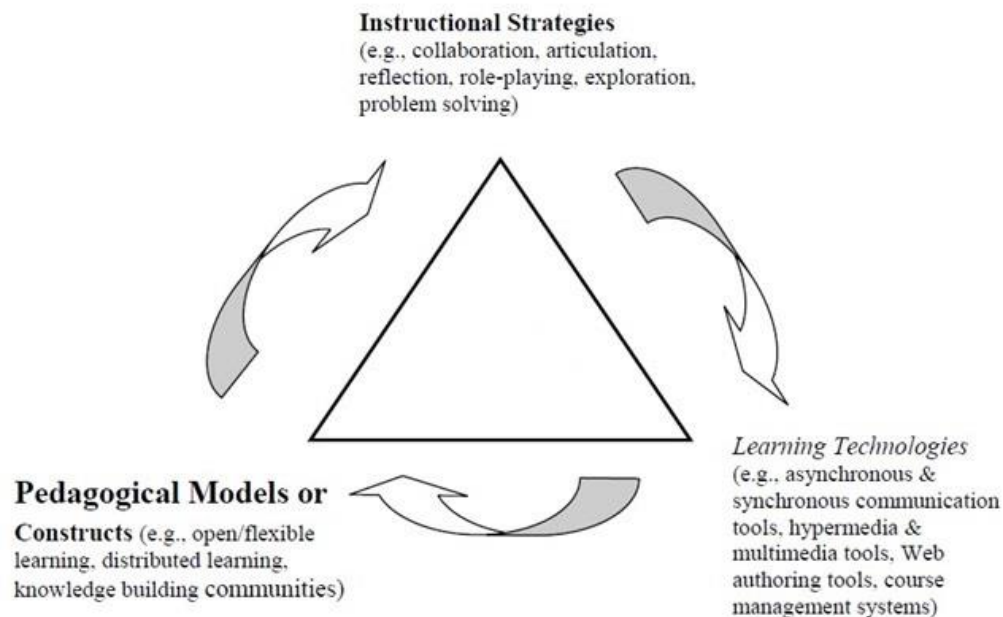 Instructional Strategies
(e.g., collaboration, articulation,
reflection, role-playing, exploration,
problem solving)
Pedagogical Models or
Constructs (e.g., open/flexible
learning, distributed learning,
knowledge building communities)
Learning Technologies
(e.g., asynchronous &
synchronous communication
tools, hypermedia &
multimedia tools, Web
authoring tools, course
management systems)